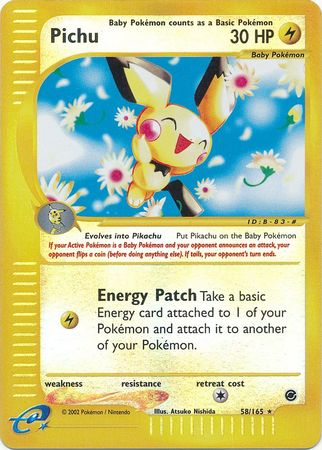 Baby Pokémon counts as a Basic Pokémon
Pichu
30 HP
Baby Pokémon
ID-B-83-#
Evolves into Pikachu Put Pikachu on the Baby Pokémon
If your Active Pokémon is a Baby Pokémon and your opponent announces an attack, your
opponent flips a coin (before doing anything else). If tails, your opponent's turn ends.
Energy Patch Take a basic
Energy card attached to 1 of your
Pokémon and attach it to another
of your Pokémon.
weakness resistance retreat cost
e
© 2002 Pokémon / Nintendo Illus. Atsuko Nishida 58/165 ★